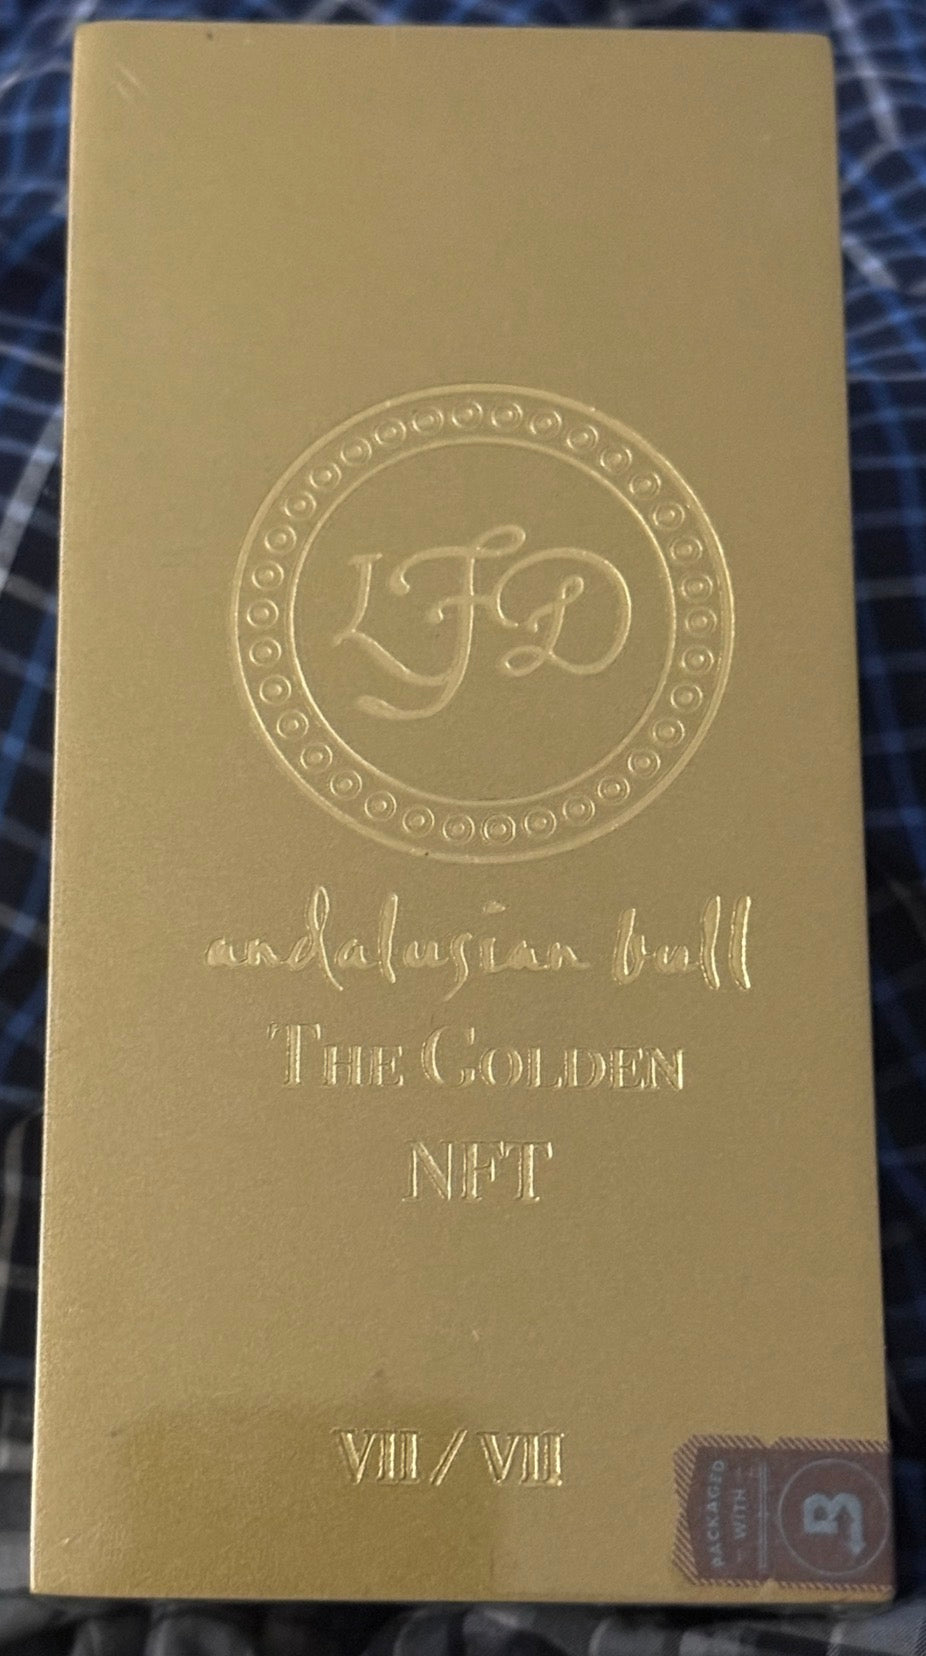 LFD
andalusian bull
THE GOLDEN
NFT
VII / VII
PACKAGED
WITH
B